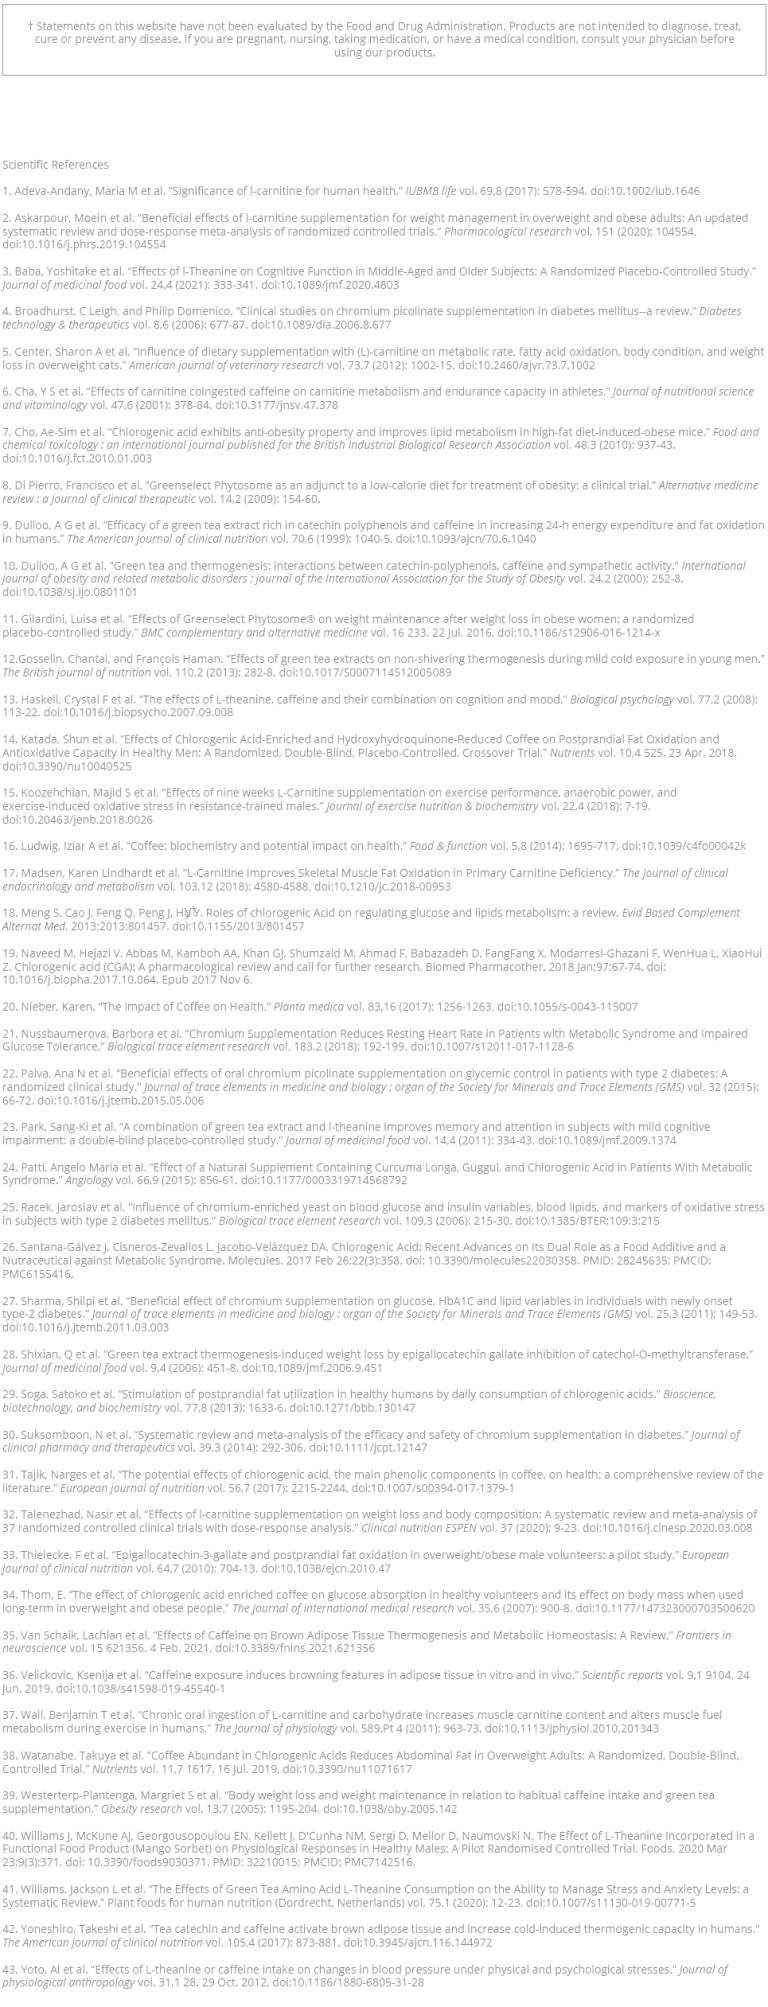 † Statements on this website have not been evaluated by the Food and Drug Administration. Products are not intended to diagnose, treat,
cure or prevent any disease. If you are pregnant, nursing, taking medication, or have a medical condition, consult your physician before
using our products.
Scientific References
1. Adeva-Andany, Maria M et al. “Significance of l-carnitine for human health.” IUBMB life vol. 69,8 (2017): 578-594. doi:10.1002/iub.1646
2. Askarpour, Moein et al. “Beneficial effects of l-carnitine supplementation for weight management in overweight and obese adults: An updated
systematic review and dose-response meta-analysis of randomized controlled trials.” Pharmacological research vol. 151 (2020): 104554.
doi:10.1016/j.phrs.2019.104554
3. Baba, Yoshitake et al. “Effects of l-Theanine on Cognitive Function in Middle-Aged and Older Subjects: A Randomized Placebo-Controlled Study.”
Journal of medicinal food vol. 24,4 (2021): 333-341. doi:10.1089/jmf.2020.4803
4. Broadhurst, C Leigh, and Philip Domenico. “Clinical studies on chromium picolinate supplementation in diabetes mellitus--a review.” Diabetes
technology & therapeutics vol. 8,6 (2006): 677-87. doi:10.1089/dia.2006.8.677
5. Center, Sharon A et al. “Influence of dietary supplementation with (L)-carnitine on metabolic rate, fatty acid oxidation, body condition, and weight
loss in overweight cats.” American journal of veterinary research vol. 73,7 (2012): 1002-15. doi:10.2460/ajvr.73.7.1002
6. Cha, Y S et al. “Effects of carnitine coingested caffeine on carnitine metabolism and endurance capacity in athletes.” Journal of nutritional science
and vitaminology vol. 47,6 (2001): 378-84. doi:10.3177/jnsv.47.378
7. Cho, Ae-Sim et al. “Chlorogenic acid exhibits anti-obesity property and improves lipid metabolism in high-fat diet-induced-obese mice.” Food and
chemical toxicology : an international journal published for the British Industrial Biological Research Association vol. 48,3 (2010): 937-43.
doi:10.1016/j.fct.2010.01.003
8. Di Pierro, Francisco et al. “Greenselect Phytosome as an adjunct to a low-calorie diet for treatment of obesity: a clinical trial.” Alternative medicine
review : a journal of clinical therapeutic vol. 14,2 (2009): 154-60.
9. Dulloo, A G et al. “Efficacy of a green tea extract rich in catechin polyphenols and caffeine in increasing 24-h energy expenditure and fat oxidation
in humans.” The American journal of clinical nutrition vol. 70,6 (1999): 1040-5. doi:10.1093/ajcn/70.6.1040
10. Dulloo, A G et al. “Green tea and thermogenesis: interactions between catechin-polyphenols, caffeine and sympathetic activity.” International
journal of obesity and related metabolic disorders : journal of the International Association for the Study of Obesity vol. 24,2 (2000): 252-8.
doi:10.1038/sj.ijo.0801101
11. Gilardini, Luisa et al. “Effects of Greenselect Phytosome® on weight maintenance after weight loss in obese women: a randomized
placebo-controlled study.” BMC complementary and alternative medicine vol. 16 233. 22 Jul. 2016. doi:10.1186/s12906-016-1214-x
12.Gosselin, Chantal, and François Haman. “Effects of green tea extracts on non-shivering thermogenesis during mild cold exposure in young men.”
The British journal of nutrition vol. 110,2 (2013): 282-8. doi:10.1017/S0007114512005089
13. Haskell, Crystal F et al. “The effects of L-theanine, caffeine and their combination on cognition and mood.” Biological psychology vol. 77,2 (2008):
113-22. doi:10.1016/j.biopsycho.2007.09.008
14. Katada, Shun et al. “Effects of Chlorogenic Acid-Enriched and Hydroxyhydroquinone-Reduced Coffee on Postprandial Fat Oxidation and
Antioxidative Capacity in Healthy Men: A Randomized, Double-Blind, Placebo-Controlled, Crossover Trial.” Nutrients vol. 10,4 525. 23 Apr. 2018,
doi:10.3390/nu10040525
15. Koozehchian, Majid S et al. “Effects of nine weeks L-Carnitine supplementation on exercise performance, anaerobic power, and
exercise-induced oxidative stress in resistance-trained males.” Journal of exercise nutrition & biochemistry vol. 22,4 (2018): 7-19.
doi:10.20463/jenb.2018.0026
16. Ludwig, Iziar A et al. “Coffee: biochemistry and potential impact on health.” Food & function vol. 5,8 (2014): 1695-717. doi:10.1039/c4fo00042k
17. Madsen, Karen Lindhardt et al. “L-Carnitine Improves Skeletal Muscle Fat Oxidation in Primary Carnitine Deficiency.” The Journal of clinical
endocrinology and metabolism vol. 103,12 (2018): 4580-4588. doi:10.1210/jc.2018-00953
18. Meng S, Cao J, Feng Q, Peng J, Roles of chlorogenic Acid on regulating glucose and lipids metabolism: a review. Evid Based Complement
Alternat Med. 2013;2013:801457. doi:10.1155/2013/801457
19. Naveed M, Hejazi V, Abbas M, Kamboh AA, Khan GJ, Shumzaid M, Ahmad F, Babazadeh D, FangFang X, Modarresi-Ghazani F, WenHua L, XiaoHui
Z. Chlorogenic acid (CGA): A pharmacological review and call for further research. Biomed Pharmacother. 2018 Jan;97:67-74. doi:
10.1016/j.biopha.2017.10.064. Epub 2017 Nov 6.
20. Nieber, Karen. “The Impact of Coffee on Health.” Planta medica vol. 83,16 (2017): 1256-1263. doi:10.1055/s-0043-115007
21. Nussbaumerova, Barbora et al. “Chromium Supplementation Reduces Resting Heart Rate in Patients with Metabolic Syndrome and Impaired
Glucose Tolerance.” Biological trace element research vol. 183,2 (2018): 192-199. doi:10.1007/s12011-017-1128-6
22. Paiva, Ana N et al. “Beneficial effects of oral chromium picolinate supplementation on glycemic control in patients with type 2 diabetes: A
randomized clinical study.” Journal of trace elements in medicine and biology : organ of the Society for Minerals and Trace Elements (GMS) vol. 32 (2015):
66-72. doi:10.1016/j.jtemb.2015.05.006
23. Park, Sang-Ki et al. “A combination of green tea extract and l-theanine improves memory and attention in subjects with mild cognitive
impairment: a double-blind placebo-controlled study.” Journal of medicinal food vol. 14,4 (2011): 334-43. doi:10.1089/jmf.2009.1374
24. Patti, Angelo Maria et al. “Effect of a Natural Supplement Containing Curcuma Longa, Guggul, and Chlorogenic Acid in Patients With Metabolic
Syndrome.” Angiology vol. 66,9 (2015): 856-61. doi:10.1177/0003319714568792
25. Racek, Jaroslav et al. “Influence of chromium-enriched yeast on blood glucose and insulin variables, blood lipids, and markers of oxidative stress
in subjects with type 2 diabetes mellitus.” Biological trace element research vol. 109,3 (2006): 215-30. doi:10.1385/BTER:109:3:215
26. Santana-Gálvez J, Cisneros-Zevallos L, Jacobo-Velázquez DA. Chlorogenic Acid: Recent Advances on Its Dual Role as a Food Additive and a
Nutraceutical against Metabolic Syndrome. Molecules. 2017 Feb 26;22(3):358. doi: 10.3390/molecules22030358. PMID: 28245635; PMCID:
PMC6155416.
27. Sharma, Shilpi et al. “Beneficial effect of chromium supplementation on glucose, HbA1C and lipid variables in individuals with newly onset
type-2 diabetes.” Journal of trace elements in medicine and biology : organ of the Society for Minerals and Trace Elements (GMS) vol. 25,3 (2011): 149-53.
doi:10.1016/j.jtemb.2011.03.003
28. Shixian, Q et al. “Green tea extract thermogenesis-induced weight loss by epigallocatechin gallate inhibition of catechol-O-methyltransferase.”
Journal of medicinal food vol. 9,4 (2006): 451-8. doi:10.1089/jmf.2006.9.451
29. Soga, Satoko et al. “Stimulation of postprandial fat utilization in healthy humans by daily consumption of chlorogenic acids.” Bioscience,
biotechnology, and biochemistry vol. 77,8 (2013): 1633-6. doi:10.1271/bbb.130147
30. Suksomboon, N et al. “Systematic review and meta-analysis of the efficacy and safety of chromium supplementation in diabetes.” Journal of
clinical pharmacy and therapeutics vol. 39,3 (2014): 292-306. doi:10.1111/jcpt.12147
31. Tajik, Narges et al. “The potential effects of chlorogenic acid, the main phenolic components in coffee, on health: a comprehensive review of the
literature.” European journal of nutrition vol. 56,7 (2017): 2215-2244. doi:10.1007/s00394-017-1379-1
32. Talenezhad, Nasir et al. “Effects of l-carnitine supplementation on weight loss and body composition: A systematic review and meta-analysis of
37 randomized controlled clinical trials with dose-response analysis.” Clinical nutrition ESPEN vol. 37 (2020): 9-23. doi:10.1016/j.clnesp.2020.03.008
33. Thielecke, F et al. “Epigallocatechin-3-gallate and postprandial fat oxidation in overweight/obese male volunteers: a pilot study.” European
journal of clinical nutrition vol. 64,7 (2010): 704-13. doi:10.1038/ejcn.2010.47
34. Thom, E. “The effect of chlorogenic acid enriched coffee on glucose absorption in healthy volunteers and its effect on body mass when used
long-term in overweight and obese people.” The Journal of international medical research vol. 35,6 (2007): 900-8. doi:10.1177/147323000703500620
35. Van Schaik, Lachlan et al. “Effects of Caffeine on Brown Adipose Tissue Thermogenesis and Metabolic Homeostasis: A Review.” Frontiers in
neuroscience vol. 15 621356. 4 Feb. 2021, doi:10.3389/fnins.2021.621356
36. Velickovic, Ksenija et al. “Caffeine exposure induces browning features in adipose tissue in vitro and in vivo.” Scientific reports vol. 9,1 9104. 24
Jun. 2019, doi:10.1038/s41598-019-45540-1
37. Wall, Benjamin T et al. “Chronic oral ingestion of L-carnitine and carbohydrate increases muscle carnitine content and alters muscle fuel
metabolism during exercise in humans.” The Journal of physiology vol. 589,Pt 4 (2011): 963-73. doi:10.1113/jphysiol.2010.201343
38. Watanabe, Takuya et al. “Coffee Abundant in Chlorogenic Acids Reduces Abdominal Fat in Overweight Adults: A Randomized, Double-Blind,
Controlled Trial.” Nutrients vol. 11,7 1617. 16 Jul. 2019, doi:10.3390/nu11071617
39. Westerterp-Plantenga, Margriet S et al. “Body weight loss and weight maintenance in relation to habitual caffeine intake and green tea
supplementation.” Obesity research vol. 13,7 (2005): 1195-204. doi:10.1038/oby.2005.142
40. Williams J, McKune AJ, Georgousopoulou EN, Kellett J, D'Cunha NM, Sergi D, Mellor D, Naumovski N. The Effect of L-Theanine Incorporated in a
Functional Food Product (Mango Sorbet) on Physiological Responses in Healthy Males: A Pilot Randomised Controlled Trial. Foods. 2020 Mar
23;9(3):371. doi: 10.3390/foods9030371. PMID: 32210015; PMCID: PMC7142516.
41. Williams, Jackson L et al. “The Effects of Green Tea Amino Acid L-Theanine Consumption on the Ability to Manage Stress and Anxiety Levels: a
Systematic Review.” Plant foods for human nutrition (Dordrecht, Netherlands) vol. 75,1 (2020): 12-23. doi:10.1007/s11130-019-00771-5
42. Yoneshiro, Takeshi et al. “Tea catechin and caffeine activate brown adipose tissue and increase cold-induced thermogenic capacity in humans.”
The American journal of clinical nutrition vol. 105,4 (2017): 873-881. doi:10.3945/ajcn.116.144972
43. Yoto, Ai et al. “Effects of L-theanine or caffeine intake on changes in blood pressure under physical and psychological stresses.” Journal of
physiological anthropology vol. 31,1 28. 29 Oct. 2012, doi:10.1186/1880-6805-31-28